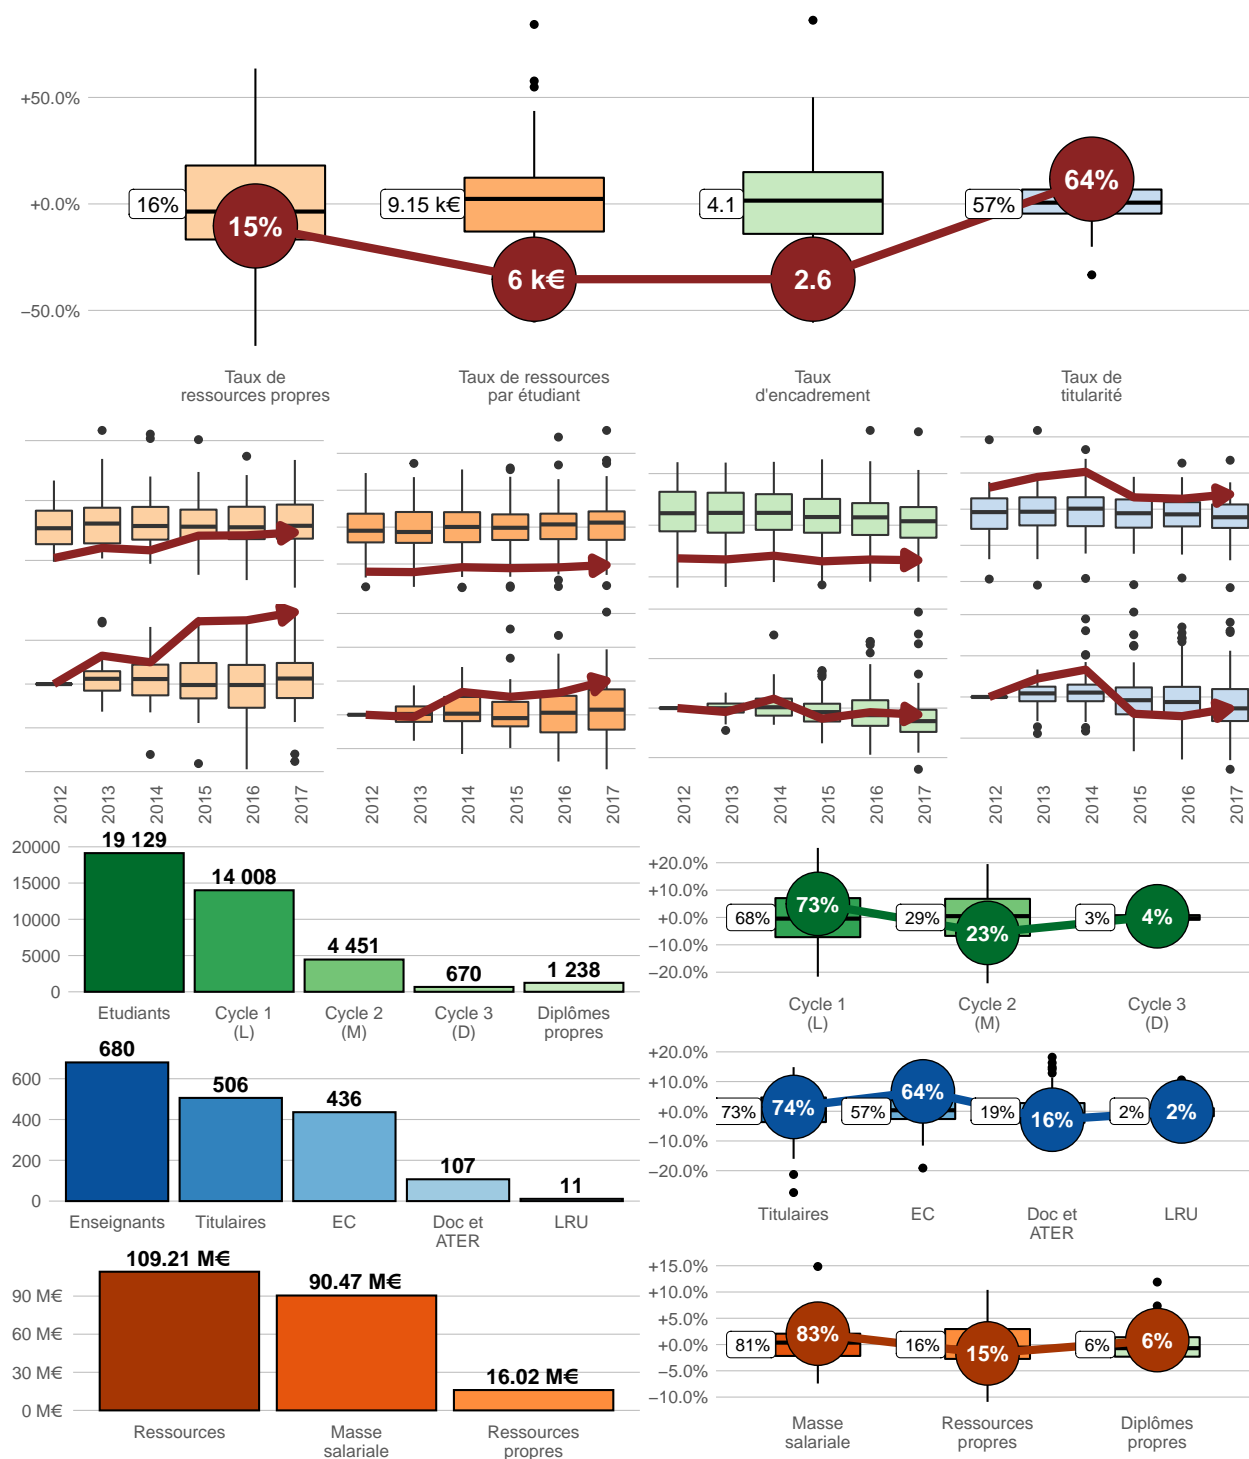 +50.0%
+0.0%
−50.0%
16%
15%
9.15 k€
6 k€
4.1
2.6
57%
64%
Taux de
ressources propres
Taux de ressources
par étudiant
Taux
d'encadrement
Taux de
titularité
2012
2013
2014
2015
2016
2017
2012
2013
2014
2015
2016
2017
2012
2013
2014
2015
2016
2017
2012
2013
2014
2015
2016
2017
20000
15000
10000
5000
0
19 129
14 008
4 451
670
1 238
Etudiants
Cycle 1
(L)
Cycle 2
(M)
Cycle 3
(D)
Diplômes
propres
+20.0%
+10.0%
+0.0%
−10.0%
−20.0%
68%
73%
29%
23%
3%
4%
Cycle 1
(L)
Cycle 2
(M)
Cycle 3
(D)
600
400
200
0
680
506
436
107
11
Enseignants
Titulaires
EC
Doc et
ATER
LRU
+20.0%
+10.0%
+0.0%
−10.0%
−20.0%
73%
74%
57%
64%
19%
16%
2%
2%
Titulaires
EC
Doc et
ATER
LRU
90 M€
60 M€
30 M€
0 M€
109.21 M€
90.47 M€
16.02 M€
Ressources
Masse
salariale
Ressources
propres
+15.0%
+10.0%
+5.0%
+0.0%
−5.0%
−10.0%
81%
83%
16%
15%
6%
6%
Masse
salariale
Ressources
propres
Diplômes
propres